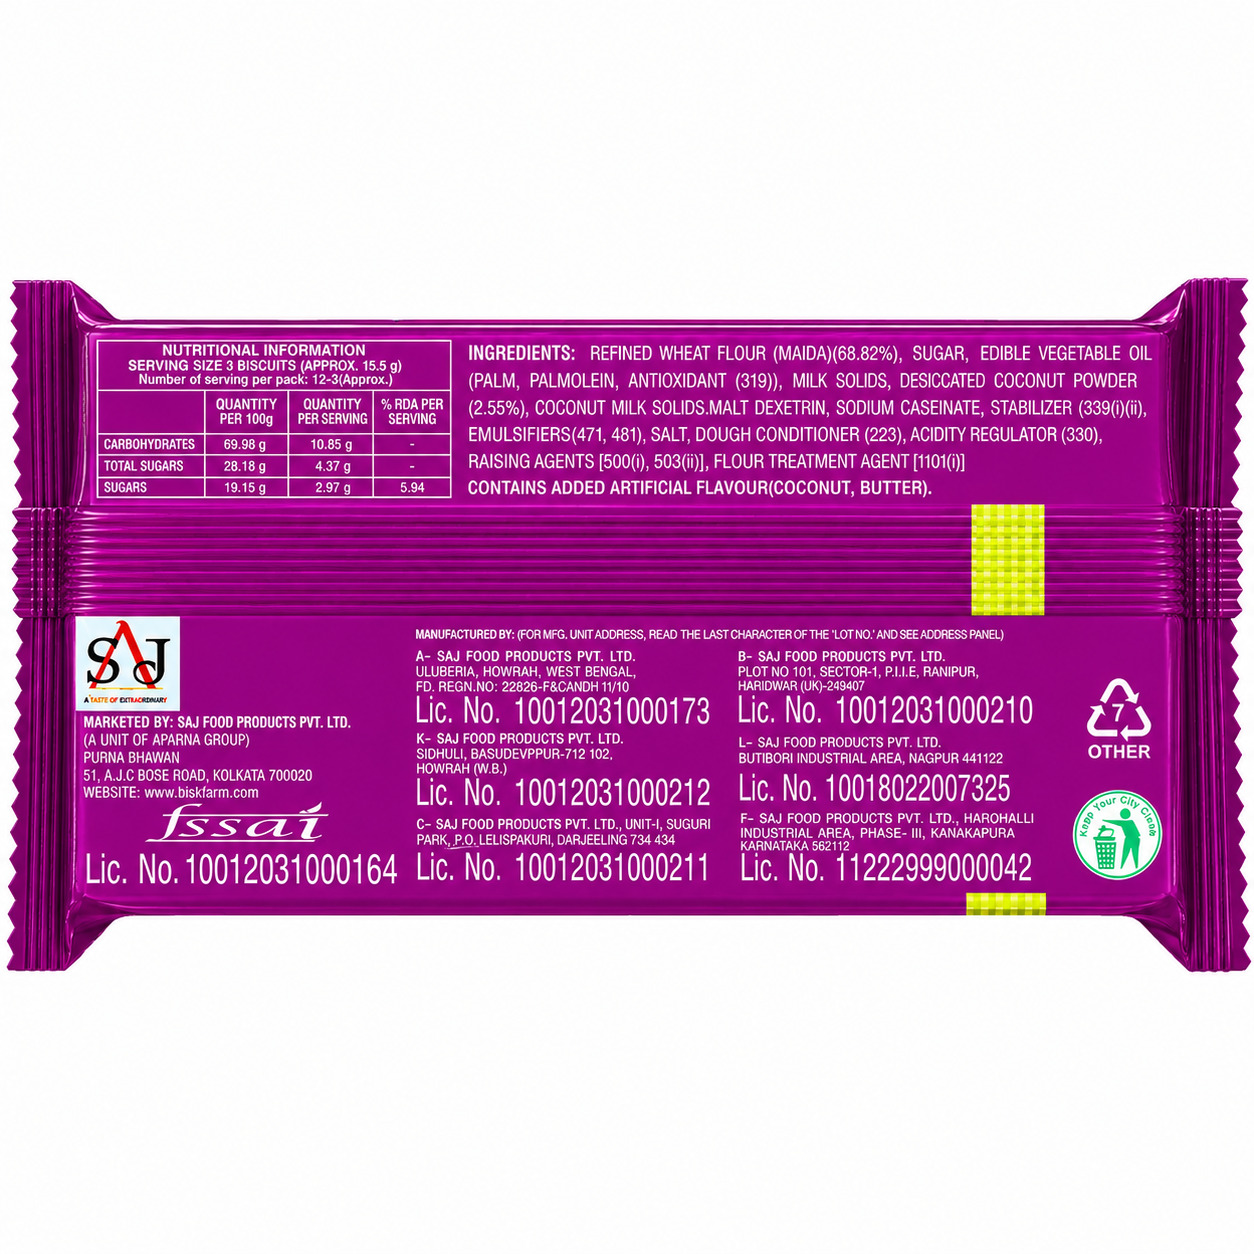 NUTRITIONAL INFORMATION
SERVING SIZE 3 BISCUITS (APPROX. 15.5 g)
Number of serving per pack: 12-3(Approx.)
QUANTITY PER 100g QUANTITY PER SERVING % RDA PER SERVING
CARBOHYDRATES 69.98 g 10.85 g -
TOTAL SUGARS 28.18 g 4.37 g -
SUGARS 19.15 g 2.97 g 5.94
INGREDIENTS: REFINED WHEAT FLOUR (MAIDA)(68.82%), SUGAR, EDIBLE VEGETABLE OIL
(PALM, PALMOLEIN, ANTIOXIDANT (319)), MILK SOLIDS, DESICCATED COCONUT POWDER
(2.55%), COCONUT MILK SOLIDS.MALT DEXETRIN, SODIUM CASEINATE, STABILIZER (339(i)(ii),
EMULSIFIERS(471, 481), SALT, DOUGH CONDITIONER (223), ACIDITY REGULATOR (330),
RAISING AGENTS [500(i), 503(ii)], FLOUR TREATMENT AGENT [1101(i)]
CONTAINS ADDED ARTIFICIAL FLAVOUR(COCONUT, BUTTER).
SAJ
A TASTE OF EXTRAORDINARY
MARKETED BY: SAJ FOOD PRODUCTS PVT. LTD.
(A UNIT OF APARNA GROUP)
PURNA BHAWAN
51, A.J.C BOSE ROAD, KOLKATA 700020
WEBSITE: www.biskfarm.com
fssai
Lic. No. 10012031000164
MANUFACTURED BY: (FOR MFG. UNIT ADDRESS, READ THE LAST CHARACTER OF THE 'LOT NO.' AND SEE ADDRESS PANEL)
A- SAJ FOOD PRODUCTS PVT. LTD.
ULUBERIA, HOWRAH, WEST BENGAL,
FD. REGN.NO: 22826-F&CANDH 11/10
Lic. No. 10012031000173
K- SAJ FOOD PRODUCTS PVT. LTD.
SIDHULI, BASUDEVPPUR-712 102,
HOWRAH (W.B.)
Lic. No. 10012031000212
C- SAJ FOOD PRODUCTS PVT. LTD., UNIT-I, SUGURI
PARK, P.O. LELISPAKURI, DARJEELING 734 434
Lic. No. 10012031000211
B- SAJ FOOD PRODUCTS PVT. LTD.
PLOT NO 101, SECTOR-1, P.I.I.E, RANIPUR,
HARIDWAR (UK)-249407
Lic. No. 10012031000210
L- SAJ FOOD PRODUCTS PVT. LTD.
BUTIBORI INDUSTRIAL AREA, NAGPUR 441122
Lic. No. 10018022007325
F- SAJ FOOD PRODUCTS PVT. LTD., HAROHALLI
INDUSTRIAL AREA, PHASE- III, KANAKAPURA
KARNATAKA 562112
Lic. No. 11222999000042
7
OTHER
Keep Your City Clean